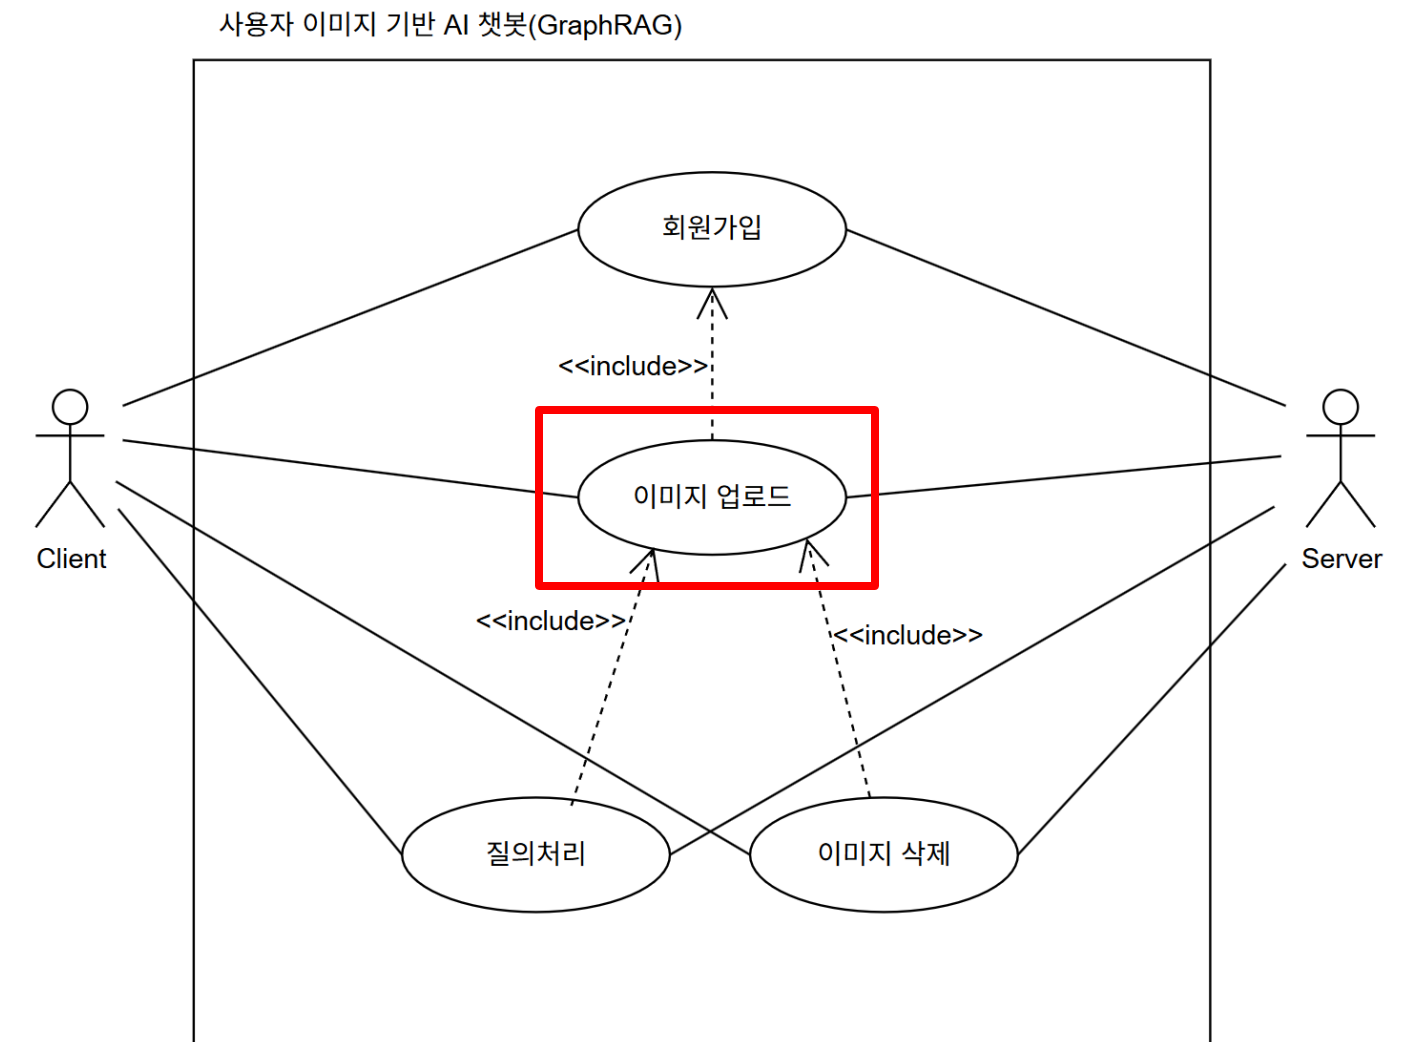 사용자 이미지 기반 AI 챗봇(GraphRAG)
회원가입
<<include>>
이미지 업로드
Client
Server
<<include>>
<<include>>
질의처리
이미지 삭제